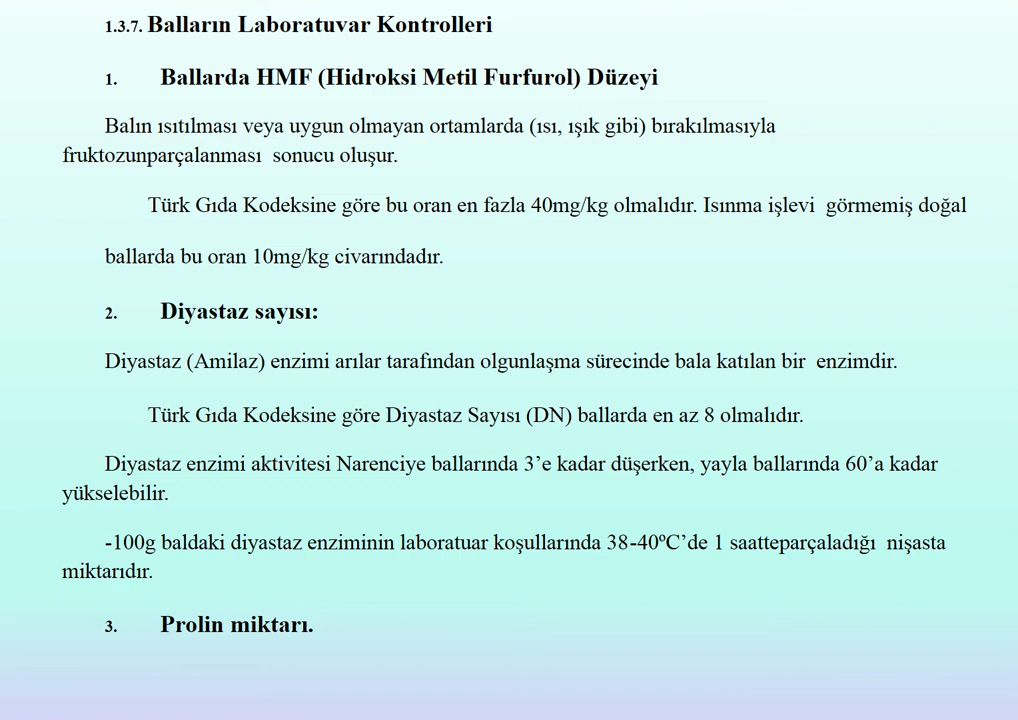 1.3.7. Balların Laboratuvar Kontrolleri
1. Ballarda HMF (Hidroksi Metil Furfurol) Düzeyi
Balın ısıtılması veya uygun olmayan ortamlarda (ısı, ışık gibi) bırakılmasıyla
fruktozunparçalanması sonucu oluşur.
Türk Gıda Kodeksine göre bu oran en fazla 40mg/kg olmalıdır. Isınma işlevi görmemiş doğal
ballarda bu oran 10mg/kg civarındadır.
2. Diyastaz sayısı:
Diyastaz (Amilaz) enzimi arılar tarafından olgunlaşma sürecinde bala katılan bir enzimdir.
Türk Gıda Kodeksine göre Diyastaz Sayısı (DN) ballarda en az 8 olmalıdır.
Diyastaz enzimi aktivitesi Narenciye ballarında 3’e kadar düşerken, yayla ballarında 60’a kadar
yükselebilir.
-100g baldaki diyastaz enziminin laboratuar koşullarında 38-40ºC’de 1 saatteparçaladığı nişasta
miktarıdır.
3. Prolin miktarı.